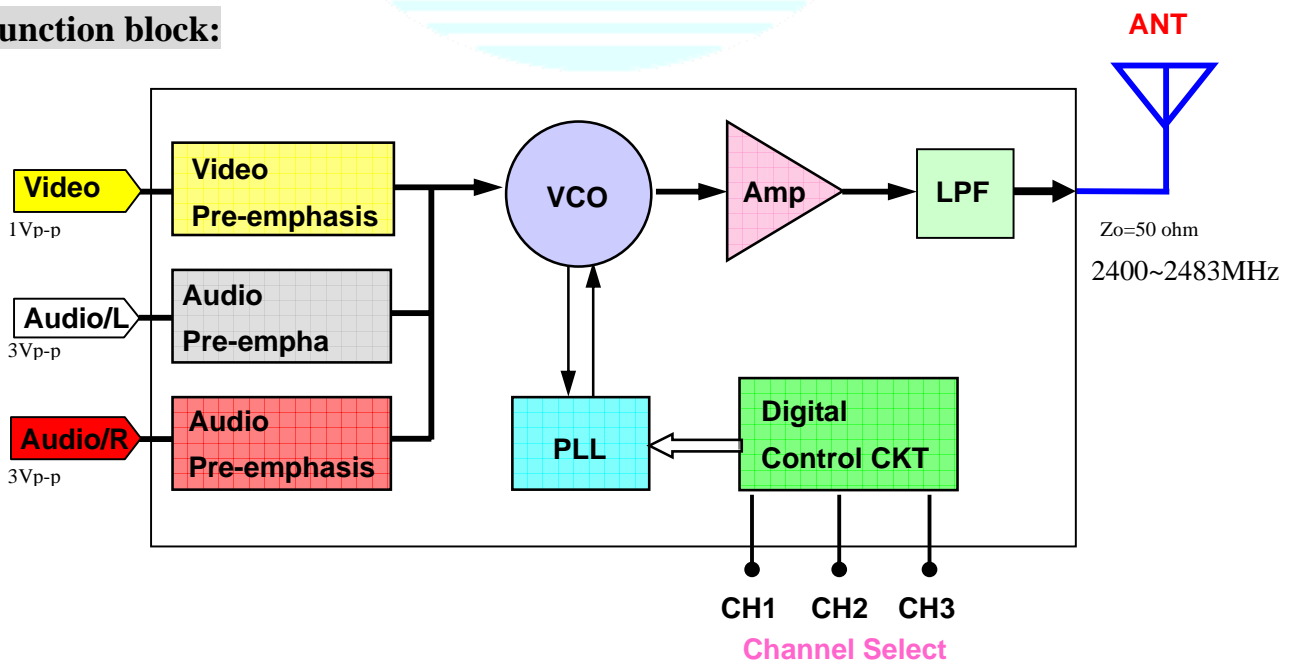 unction block:
ANT
Video
1Vp-p
Video
Pre-emphasis
VCO
Amp
LPF
Zo=50 ohm
2400~2483MHz
Audio/L
3Vp-p
Audio
Pre-empha
Audio/R
3Vp-p
Audio
Pre-emphasis
PLL
Digital
Control CKT
CH1 CH2 CH3
Channel Select